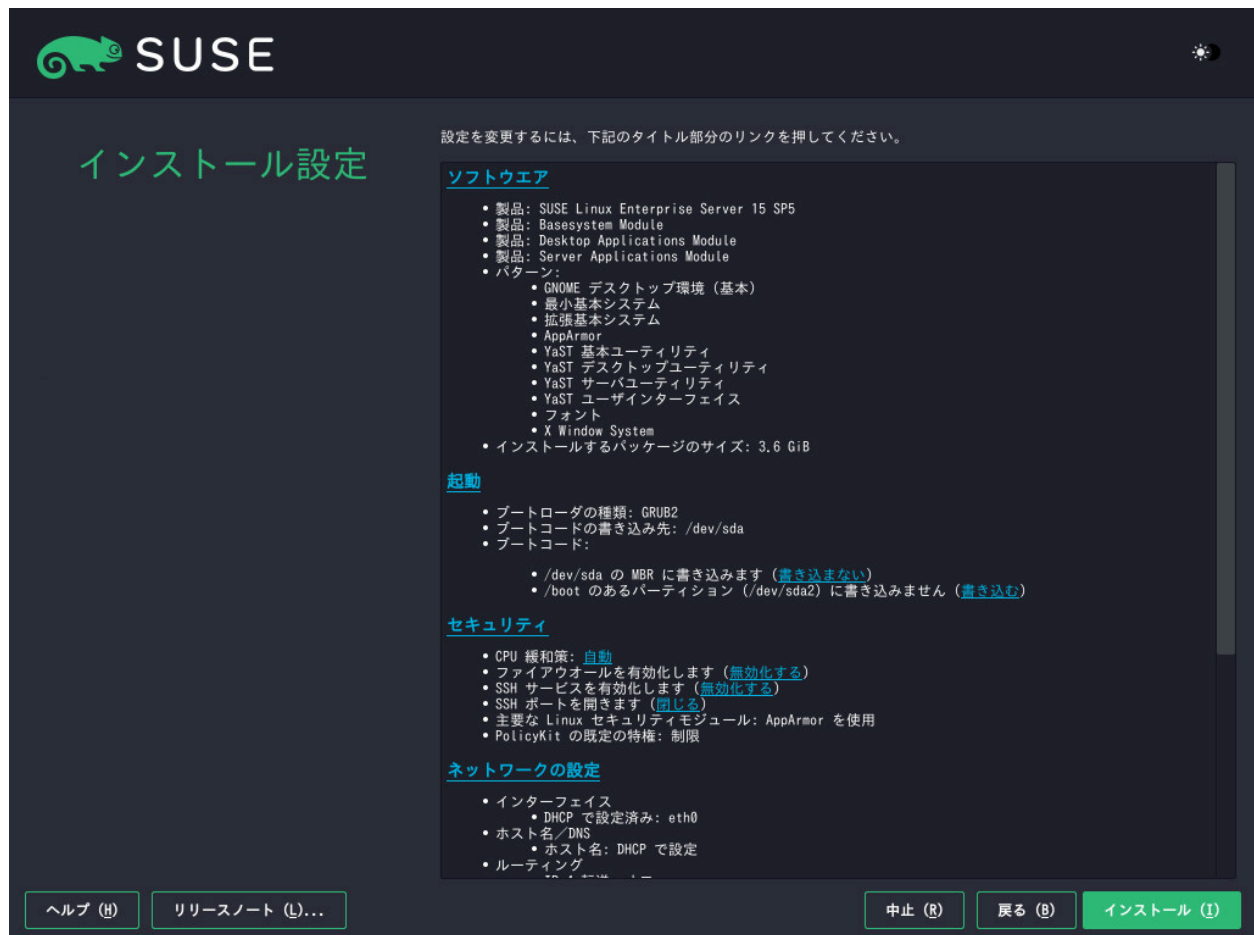 SUSE
インストール設定
設定を変更するには、下記のタイトル部分のリンクを押してください。
ソフトウエア
• 製品: SUSE Linux Enterprise Server 15 SP5
• 製品: Basesystem Module
• 製品: Desktop Applications Module
• 製品: Server Applications Module
• パターン:
• GNOME デスクトップ環境 (基本)
• 最小基本システム
• 拡張基本システム
• AppArmor
• YaST 基本ユーティリティ
• YaST デスクトップユーティリティ
• YaST サーバユーティリティ
• YaST ユーザインターフェイス
• フォント
• X Window System
• インストールするパッケージのサイズ: 3.6 GiB
起動
• ブートローダの種類: GRUB2
• ブートコードの書き込み先: /dev/sda
• ブートコード:
• /dev/sda の MBR に書き込みます (書き込まない)
• /boot のあるパーティション (/dev/sda2) に書き込みません (書き込む)
セキュリティ
• CPU 緩和策: 自動
• ファイアウオールを有効化します (無効化する)
• SSH サービスを有効化します (無効化する)
• SSH ポートを開きます (閉じる)
• 主要な Linux セキュリティモジュール: AppArmor を使用
• PolicyKit の既定の特権: 制限
ネットワークの設定
• インターフェイス
• DHCP で設定済み: eth0
• ホスト名/DNS
• ホスト名: DHCP で設定
• ルーティング
ヘルプ (H)
リリースノート (L)...
中止 (R)
戻る (B)
インストール (I)